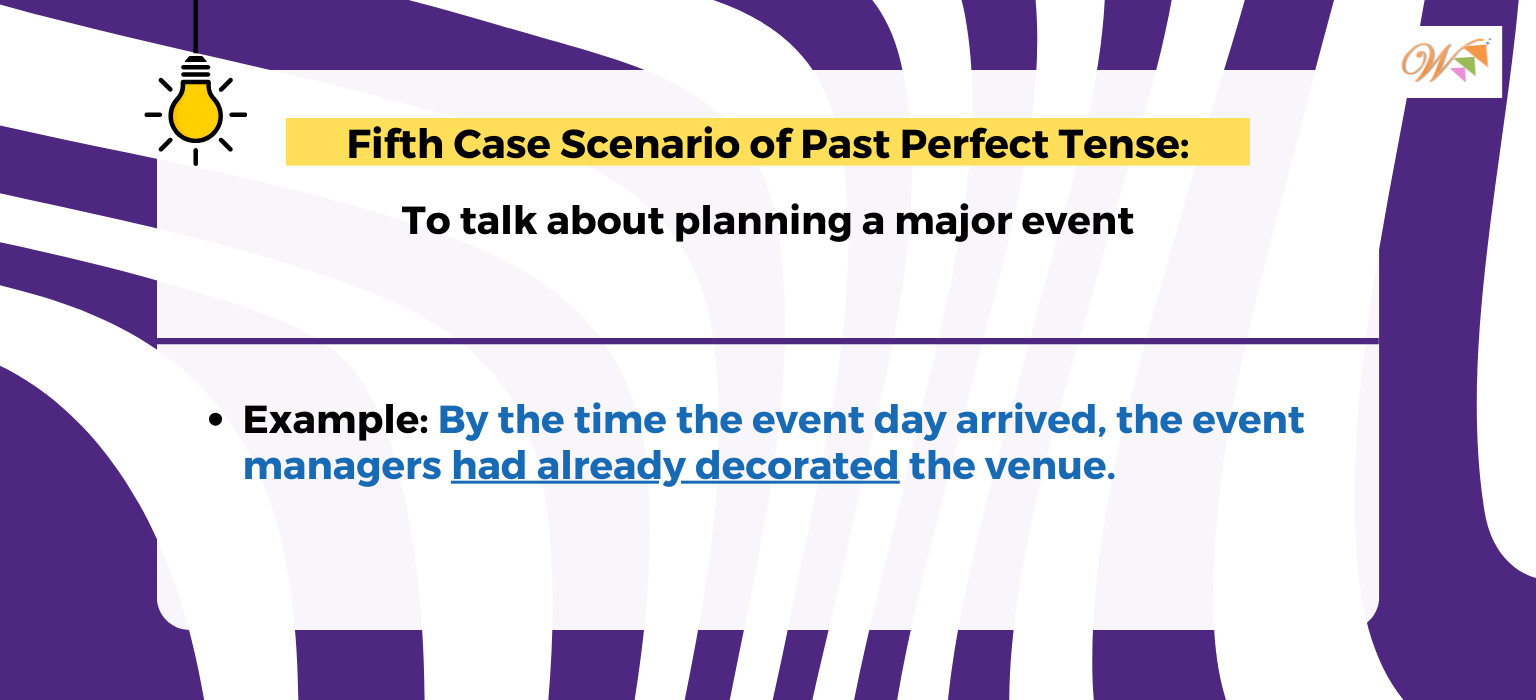 W
Fifth Case Scenario of Past Perfect Tense:
To talk about planning a major event
• Example: By the time the event day arrived, the event
managers had already decorated the venue.